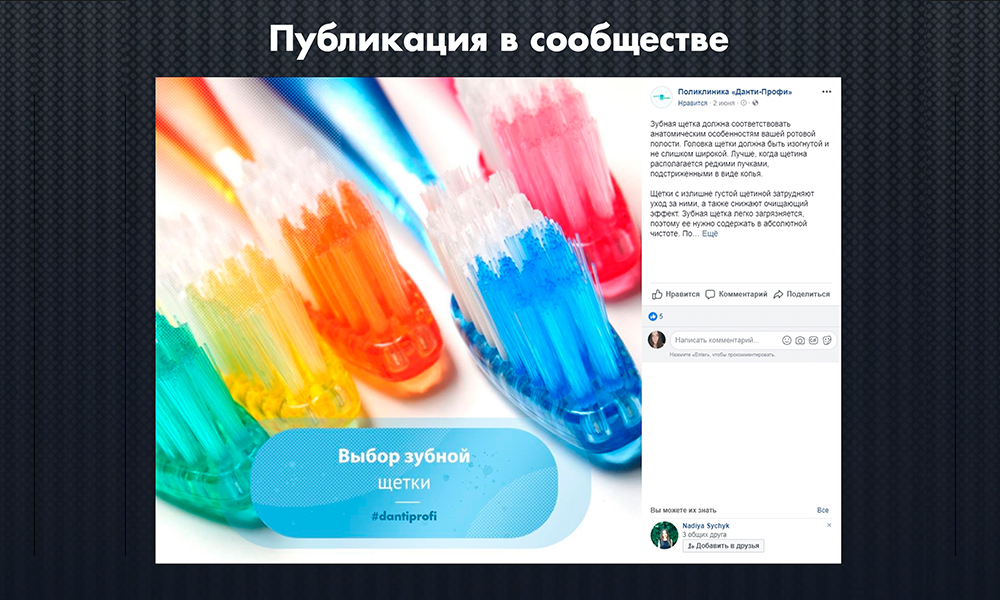 Публикация в сообществе
Поликлиника «Данти-Профи»
Нравится · 2 июня ·
Зубная щетка должна соответствовать
анатомическим особенностям вашей ротовой
полости. Головка щетки должна быть изогнутой и
не слишком широкой. Лучше, когда щетина
располагается редкими пучками,
подстриженными в виде копья.
Щетки с излишне густой щетиной затрудняют
уход за ними, а также снижают очищающий
эффект. Зубная щетка легко загрязняется,
поэтому ее нужно содержать в абсолютной
чистоте. По... Ещё
Нравится Комментарий Поделиться
5
Написать комментарий...
Нажмите «Enter», чтобы прокомментировать.
Выбор зубной
щетки
#dantiprofi
Вы можете их знать Все
Nadiya Sychyk
3 общих друга
Добавить в друзья